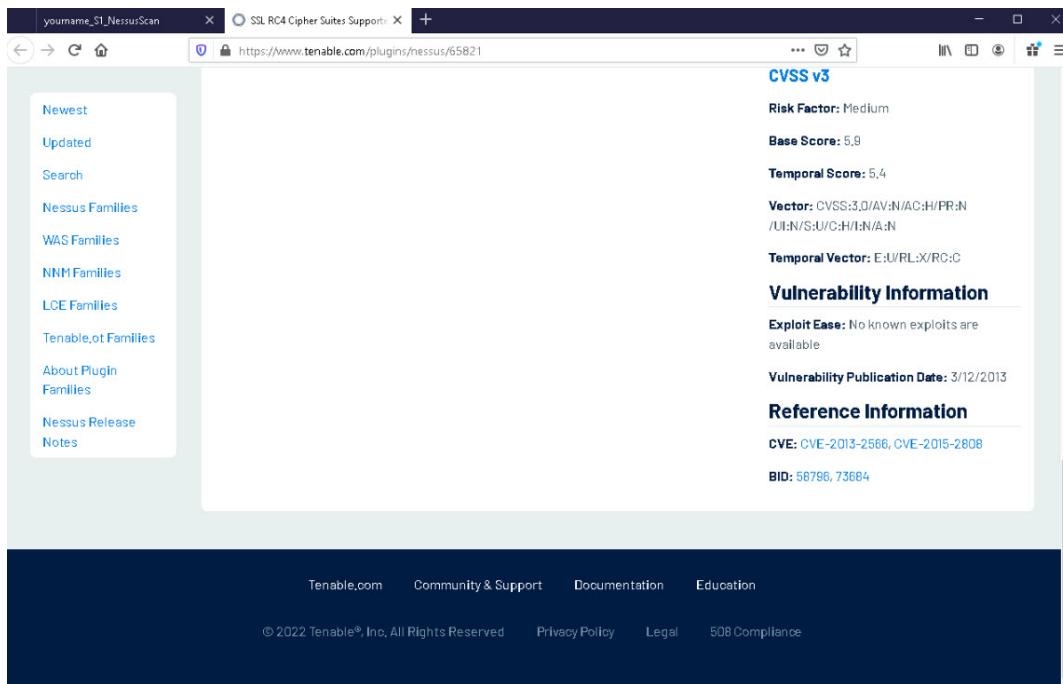 yourname_S1_NessusScan
SSL RC4 Cipher Suites Supporte
https://www.tenable.com/plugins/nessus/65821
Newest
Updated
Search
Nessus Families
WAS Families
NNM Families
LCE Families
Tenable.ot Families
About Plugin
Families
Nessus Release
Notes
CVSS v3
Risk Factor: Medium
Base Score: 5.9
Temporal Score: 5.4
Vector: CVSS:3.0/AV:N/AC:H/PR:N
/UI:N/S:U/C:H/I:N/A:N
Temporal Vector: E:U/RL:X/RC:C
Vulnerability Information
Exploit Ease: No known exploits are
available
Vulnerability Publication Date: 3/12/2013
Reference Information
CVE: CVE-2013-2566, CVE-2015-2808
BID: 58796, 73684
Tenable.com Community & Support Documentation Education
© 2022 Tenable®, Inc. All Rights Reserved Privacy Policy Legal 508 Compliance